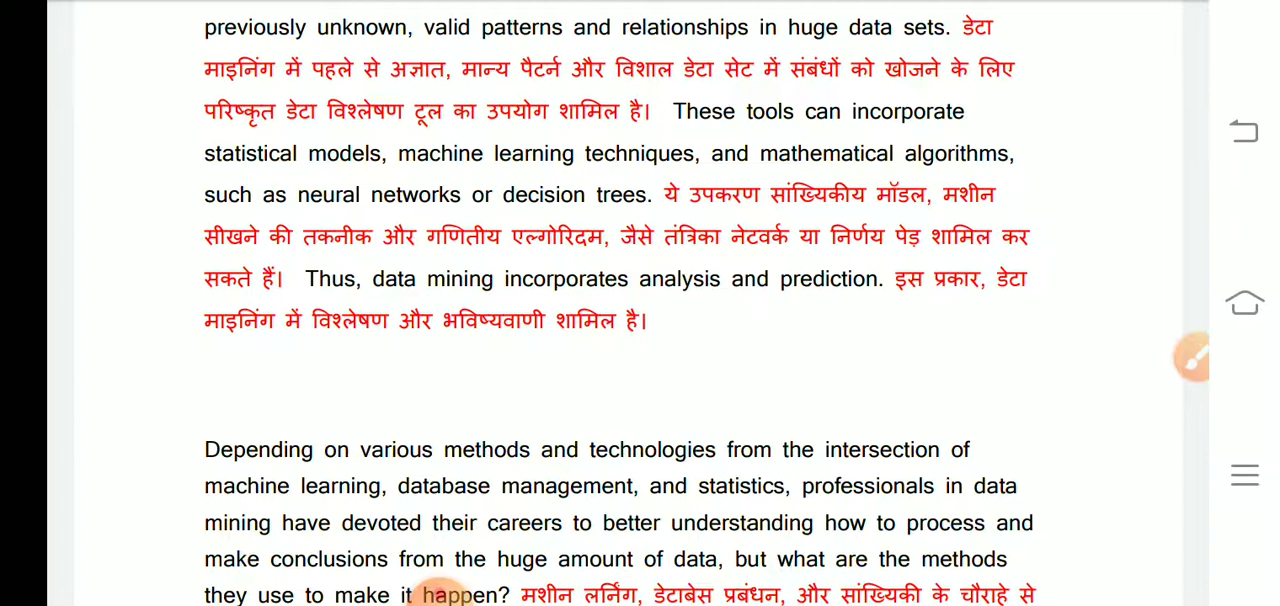 previously unknown, valid patterns and relationships in huge data sets. डेटा
माइनिंग में पहले से अज्ञात, मान्य पैटर्न और विशाल डेटा सेट में संबंधों को खोजने के लिए
परिष्कृत डेटा विश्लेषण टूल का उपयोग शामिल है। These tools can incorporate
statistical models, machine learning techniques, and mathematical algorithms,
such as neural networks or decision trees. ये उपकरण सांख्यिकीय मॉडल, मशीन
सीखने की तकनीक और गणितीय एल्गोरिदम, जैसे तंत्रिका नेटवर्क या निर्णय पेड़ शामिल कर
सकते हैं। Thus, data mining incorporates analysis and prediction. इस प्रकार, डेटा
माइनिंग में विश्लेषण और भविष्यवाणी शामिल है।
Depending on various methods and technologies from the intersection of
machine learning, database management, and statistics, professionals in data
mining have devoted their careers to better understanding how to process and
make conclusions from the huge amount of data, but what are the methods
they use to make it happen? मशीन लर्निंग, डेटाबेस प्रबंधन, और सांख्यिकी के चौराहे से